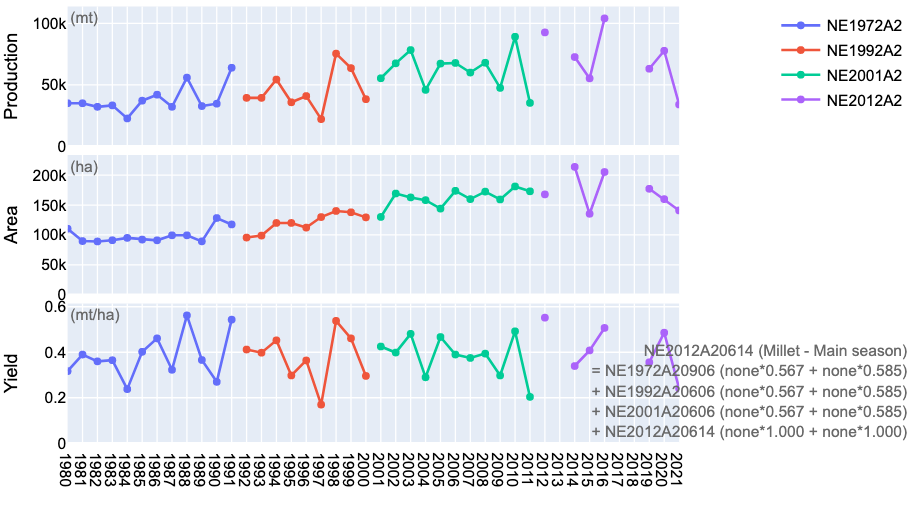 (mt)
100k
50k
0
Production
NE1972A2
NE1992A2
NE2001A2
NE2012A2
(ha)
200k
150k
100k
50k
0
Area
(mt/ha)
0.6
0.4
0.2
0
Yield
NE2012A20614 (Millet - Main season)
= NE1972A20906 (none*0.567 + none*0.585)
+ NE1992A20606 (none*0.567 + none*0.585)
+ NE2001A20606 (none*0.567 + none*0.585)
+ NE2012A20614 (none*1.000 + none*1.000)
1980
1981
1982
1983
1984
1985
1986
1987
1988
1989
1990
1991
1992
1993
1994
1995
1996
1997
1998
1999
2000
2001
2002
2003
2004
2005
2006
2007
2008
2009
2010
2011
2012
2013
2014
2015
2016
2017
2018
2019
2020
2021